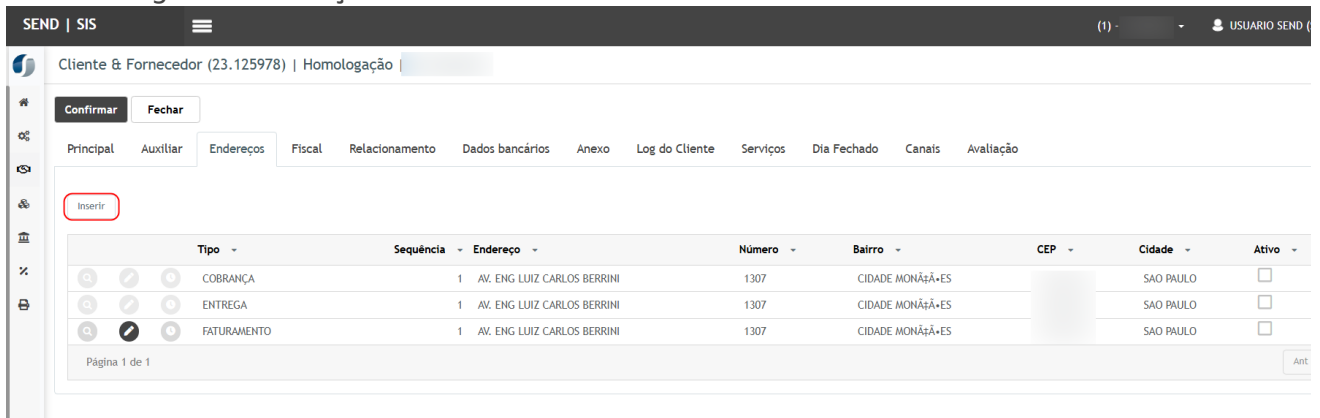 SEND | SIS (1) - USUARIO SEND (
Cliente & Fornecedor (23.125978) | Homologação |
Confirmar Fechar
Principal Auxiliar Endereços Fiscal Relacionamento Dados bancários Anexo Log do Cliente Serviços Dia Fechado Canais Avaliação
Inserir
Tipo Sequência Endereço Número Bairro CEP Cidade Ativo
COBRANÇA 1 AV. ENG LUIZ CARLOS BERRINI 1307 CIDADE MONÃ‡Ã•ES SAO PAULO
ENTREGA 1 AV. ENG LUIZ CARLOS BERRINI 1307 CIDADE MONÃ‡Ã•ES SAO PAULO
FATURAMENTO 1 AV. ENG LUIZ CARLOS BERRINI 1307 CIDADE MONÃ‡Ã•ES SAO PAULO
Página 1 de 1 Ant